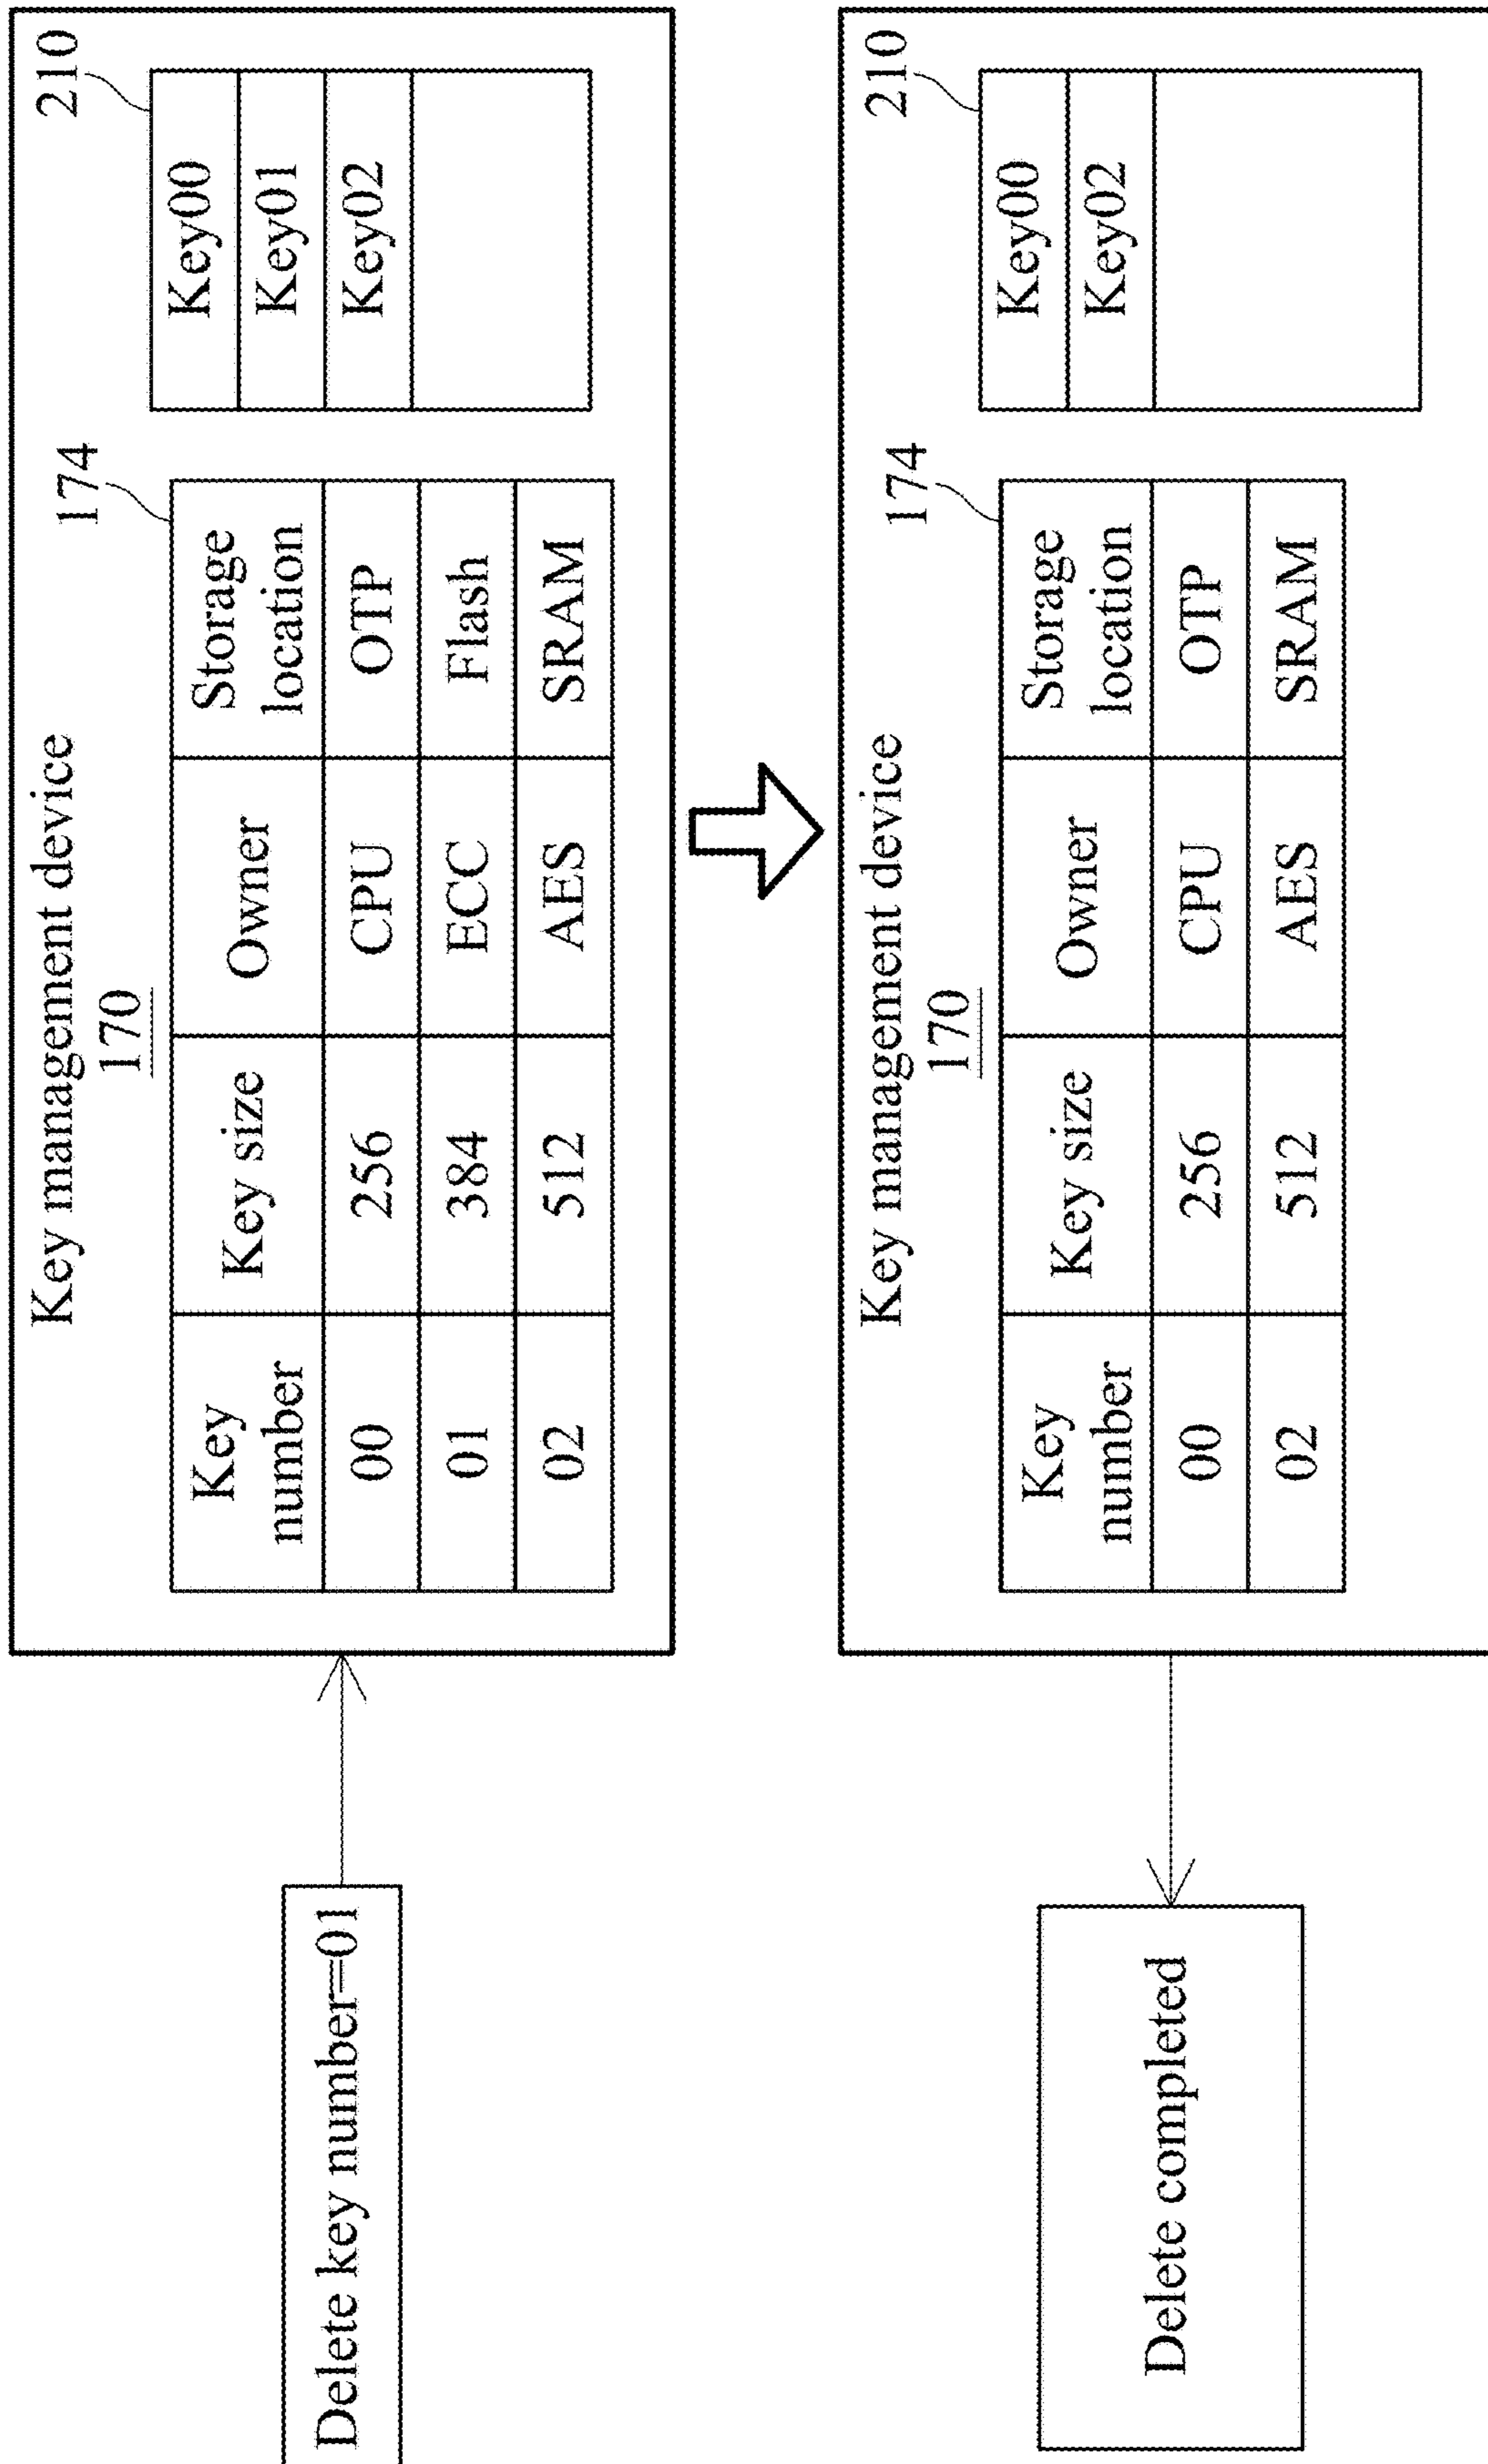 Delete key number=01
Key management device
170
174
210
Key number
Key size
Owner
Storage location
00
256
CPU
OTP
01
384
ECC
Flash
02
512
AES
SRAM
Key00
Key01
Key02
Delete completed
Key management device
170
174
210
Key number
Key size
Owner
Storage location
00
256
CPU
OTP
02
512
AES
SRAM
Key00
Key02